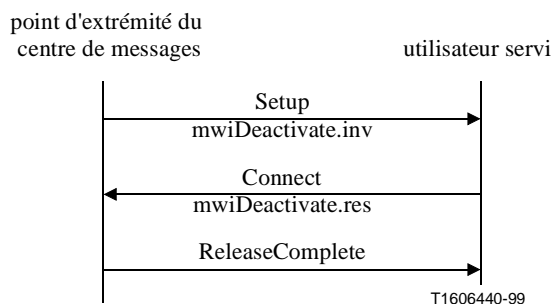 point d'extrémité du
centre de messages
utilisateur servi
Setup
mwiDeactivate.inv
Connect
mwiDeactivate.res
ReleaseComplete
T1606440-99